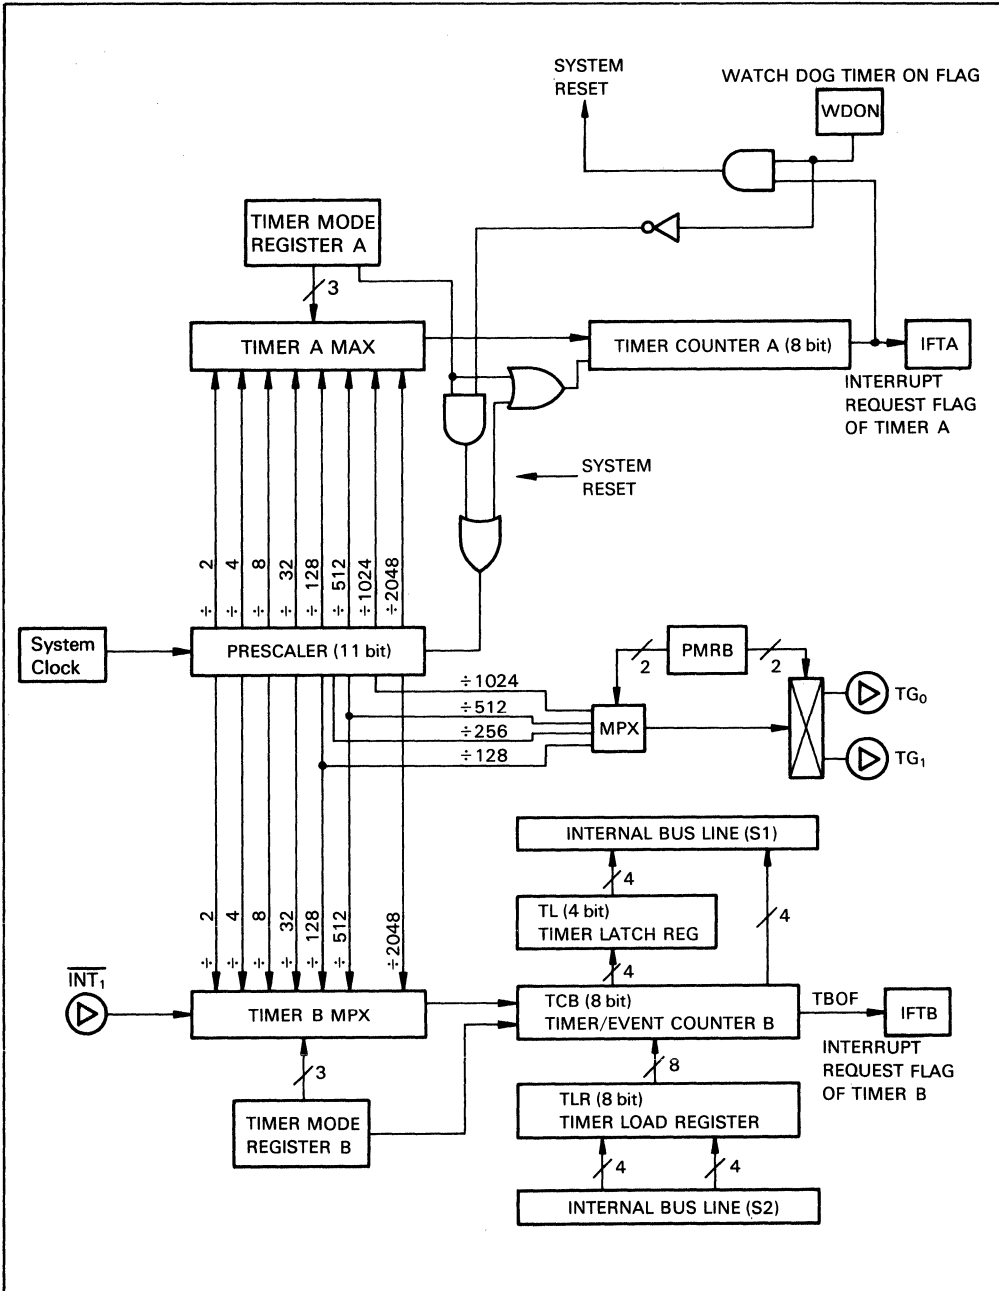 SYSTEM
RESET
WATCH DOG TIMER ON FLAG
WDON
TIMER MODE
REGISTER A
3
TIMER A MAX
TIMER COUNTER A (8 bit)
IFTA
INTERRUPT
REQUEST FLAG
OF TIMER A
SYSTEM
RESET
÷ 2
÷ 4
÷ 8
÷ 32
÷ 128
÷ 512
÷1024
÷2048
System
Clock
PRESCALER (11 bit)
PMRB
2
2
÷1024
÷512
÷256
÷128
MPX
TG0
TG1
INTERNAL BUS LINE (S1)
4
4
TL (4 bit)
TIMER LATCH REG
4
÷ 2
÷ 4
÷ 8
÷ 32
÷ 128
÷ 512
÷2048
INT1
TIMER B MPX
TCB (8 bit)
TIMER/EVENT COUNTER B
TBOF
IFTB
INTERRUPT
REQUEST FLAG
OF TIMER B
3
8
TIMER MODE
REGISTER B
TLR (8 bit)
TIMER LOAD REGISTER
4
4
INTERNAL BUS LINE (S2)